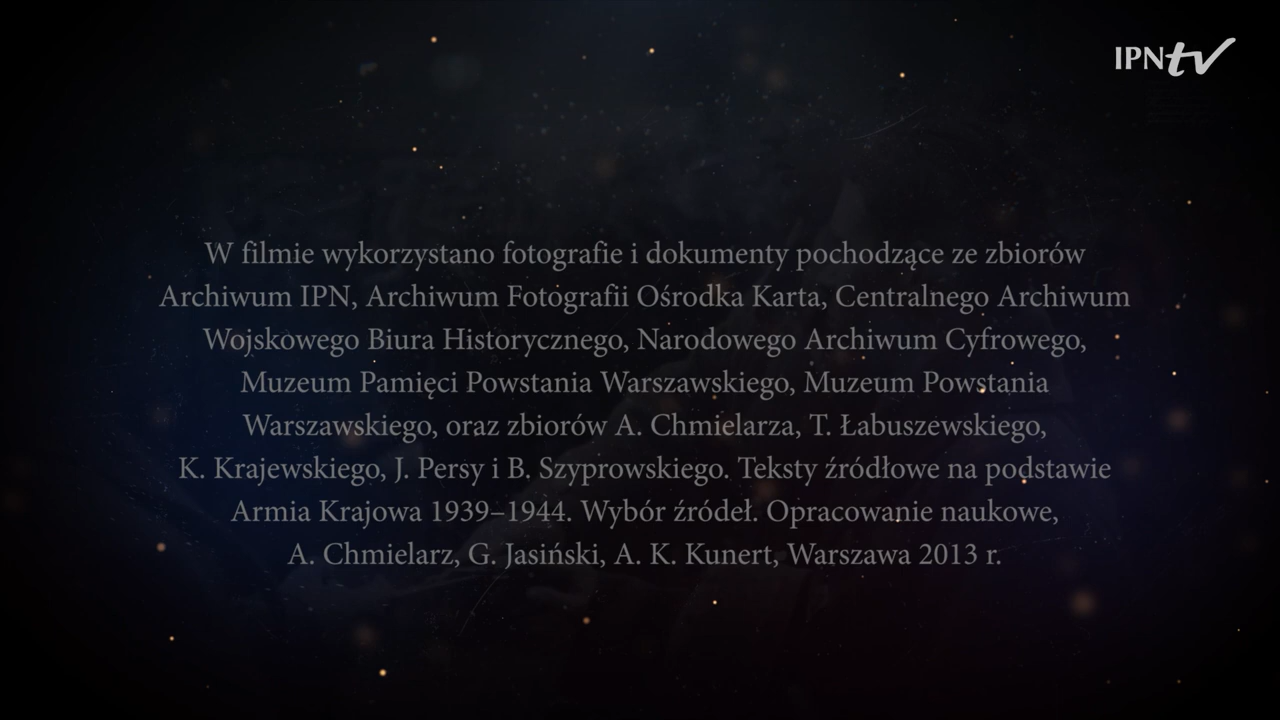 IPNtv
W filmie wykorzystano fotografie i dokumenty pochodzące ze zbiorów
Archiwum IPN, Archiwum Fotografii Ośrodka Karta, Centralnego Archiwum
Wojskowego Biura Historycznego, Narodowego Archiwum Cyfrowego,
Muzeum Pamięci Powstania Warszawskiego, Muzeum Powstania
Warszawskiego, oraz zbiorów A. Chmielarza, T. Łabuszewskiego,
K. Krajewskiego, J. Persy i B. Szyprowskiego. Teksty źródłowe na podstawie
Armia Krajowa 1939–1944. Wybór źródeł. Opracowanie naukowe,
A. Chmielarz, G. Jasiński, A. K. Kunert, Warszawa 2013 r.